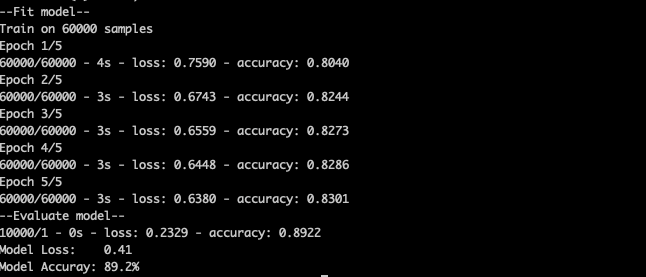 --Fit model--
Train on 60000 samples
Epoch 1/5
60000/60000 - 4s - loss: 0.7590 - accuracy: 0.8040
Epoch 2/5
60000/60000 - 3s - loss: 0.6743 - accuracy: 0.8244
Epoch 3/5
60000/60000 - 3s - loss: 0.6559 - accuracy: 0.8273
Epoch 4/5
60000/60000 - 3s - loss: 0.6448 - accuracy: 0.8286
Epoch 5/5
60000/60000 - 3s - loss: 0.6380 - accuracy: 0.8301
--Evaluate model--
10000/1 - 0s - loss: 0.2329 - accuracy: 0.8922
Model Loss:    0.41
Model Accuray: 89.2%